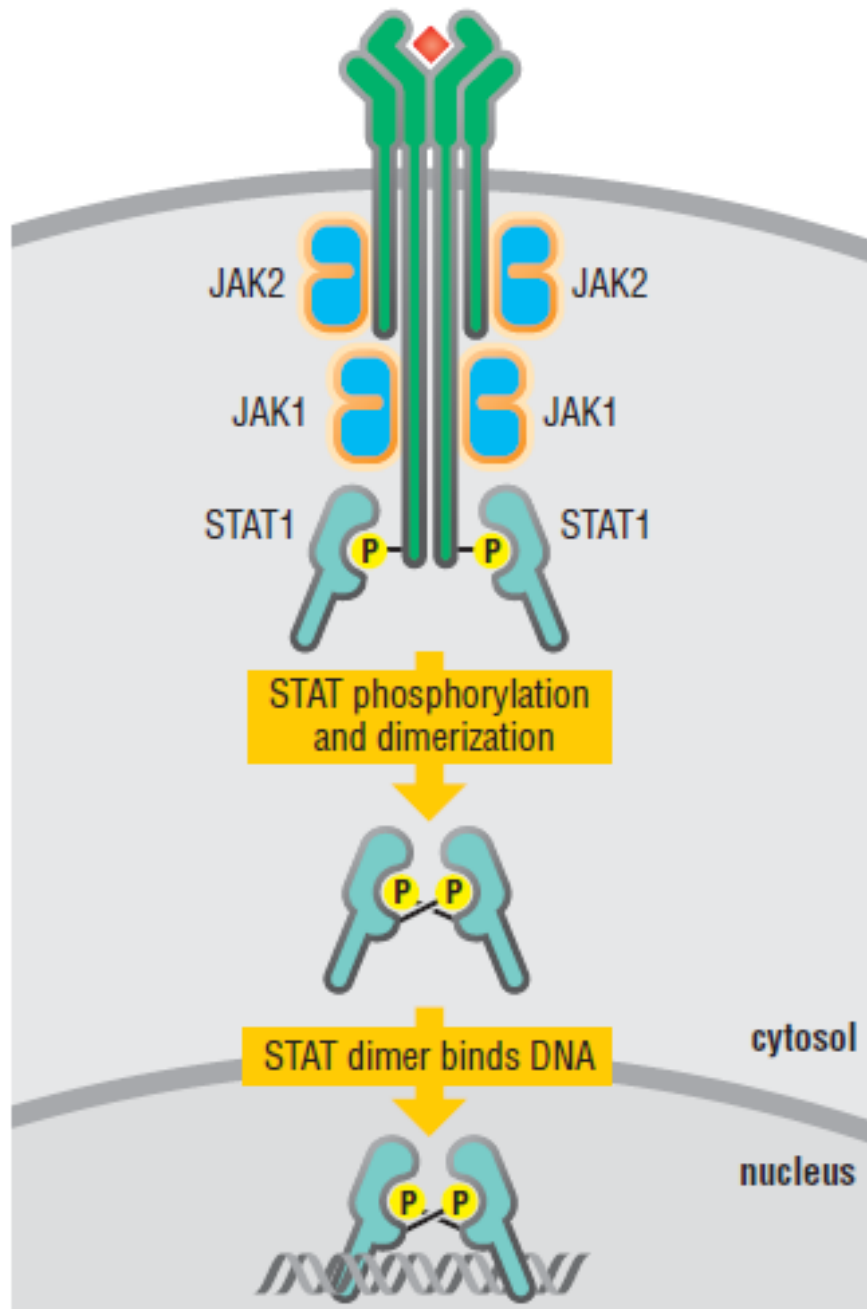 JAK2 JAK2
JAK1 JAK1
STAT1 STAT1
P P
STAT phosphorylation
and dimerization
P P
cytosol
STAT dimer binds DNA
nucleus
P P